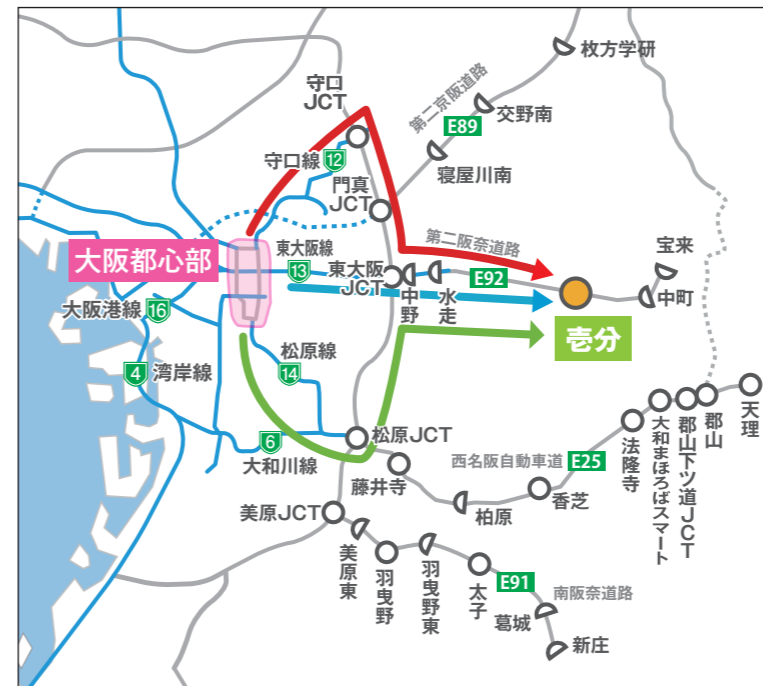 枚方学研
守口
JCT
第二京阪道路
交野南
E89
守口線
12
寝屋川南
門真
JCT
第二阪奈道路
宝来
大阪都心部
東大阪線
13
東大阪
JCT
E92
中野
水走
中町
大阪港線
16
壱分
松原線
14
4
湾岸線
6
大和川線
松原JCT
西名阪自動車道
E25
法隆寺
大和まほろばスマート
郡山下ツ道JCT
郡山
天理
藤井寺
柏原
香芝
美原JCT
美原東
羽曳野
羽曳野東
太子
E91
南阪奈道路
葛城
新庄